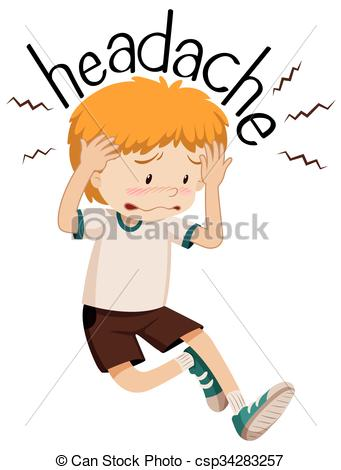 headache
© Can Stock Photo
© Can Stock Photo - csp34283257